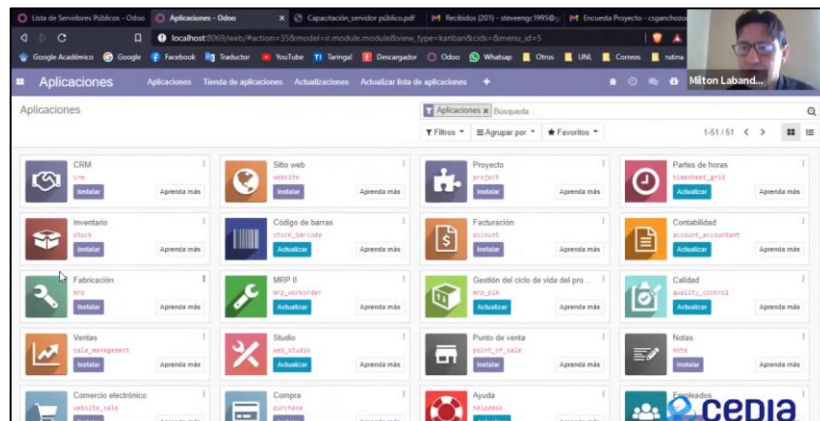 Lista de Servidores Públicos - Odoo
Aplicaciones - Odoo
Capacitación_servidor público.pdf
Recibidos (201) - steveengc1995@
Encuesta Proyecto - csganchozo
localhost:8069/web/#action=35&model=ir.module.module&view_type=kanban&cids=&menu_id=5
Google Académico
Google
Facebook
Traductor
YouTube
Taringa!
Descargador
Odoo
Whatsap
Otros
UNL
Correos
rutina
Aplicaciones
Aplicaciones
Tienda de aplicaciones
Actualizaciones
Actualizar lista de aplicaciones
Milton Laband...
Aplicaciones
Aplicaciones
Búsqueda...
Filtros
Agrupar por
Favoritos
1-51 / 51
CRM
crm
Instalar
Aprenda más
Sitio web
website
Instalar
Aprenda más
Proyecto
project
Instalar
Aprenda más
Partes de horas
timesheet_grid
Actualizar
Aprenda más
Inventario
stock
Instalar
Aprenda más
Código de barras
stock_barcode
Actualizar
Aprenda más
Facturación
account
Instalar
Aprenda más
Contabilidad
account_accountant
Actualizar
Aprenda más
Fabricación
mrp
Instalar
Aprenda más
MRP II
mrp_workorder
Actualizar
Aprenda más
Gestión del ciclo de vida del pro...
mrp_plm
Actualizar
Aprenda más
Calidad
quality_control
Actualizar
Aprenda más
Ventas
sale_management
Instalar
Aprenda más
Studio
web_studio
Actualizar
Aprenda más
Punto de venta
point_of_sale
Instalar
Aprenda más
Notas
note
Instalar
Aprenda más
Comercio electrónico
website_sale
Compra
purchase
Ayuda
helpdesk
Empleados
cedia